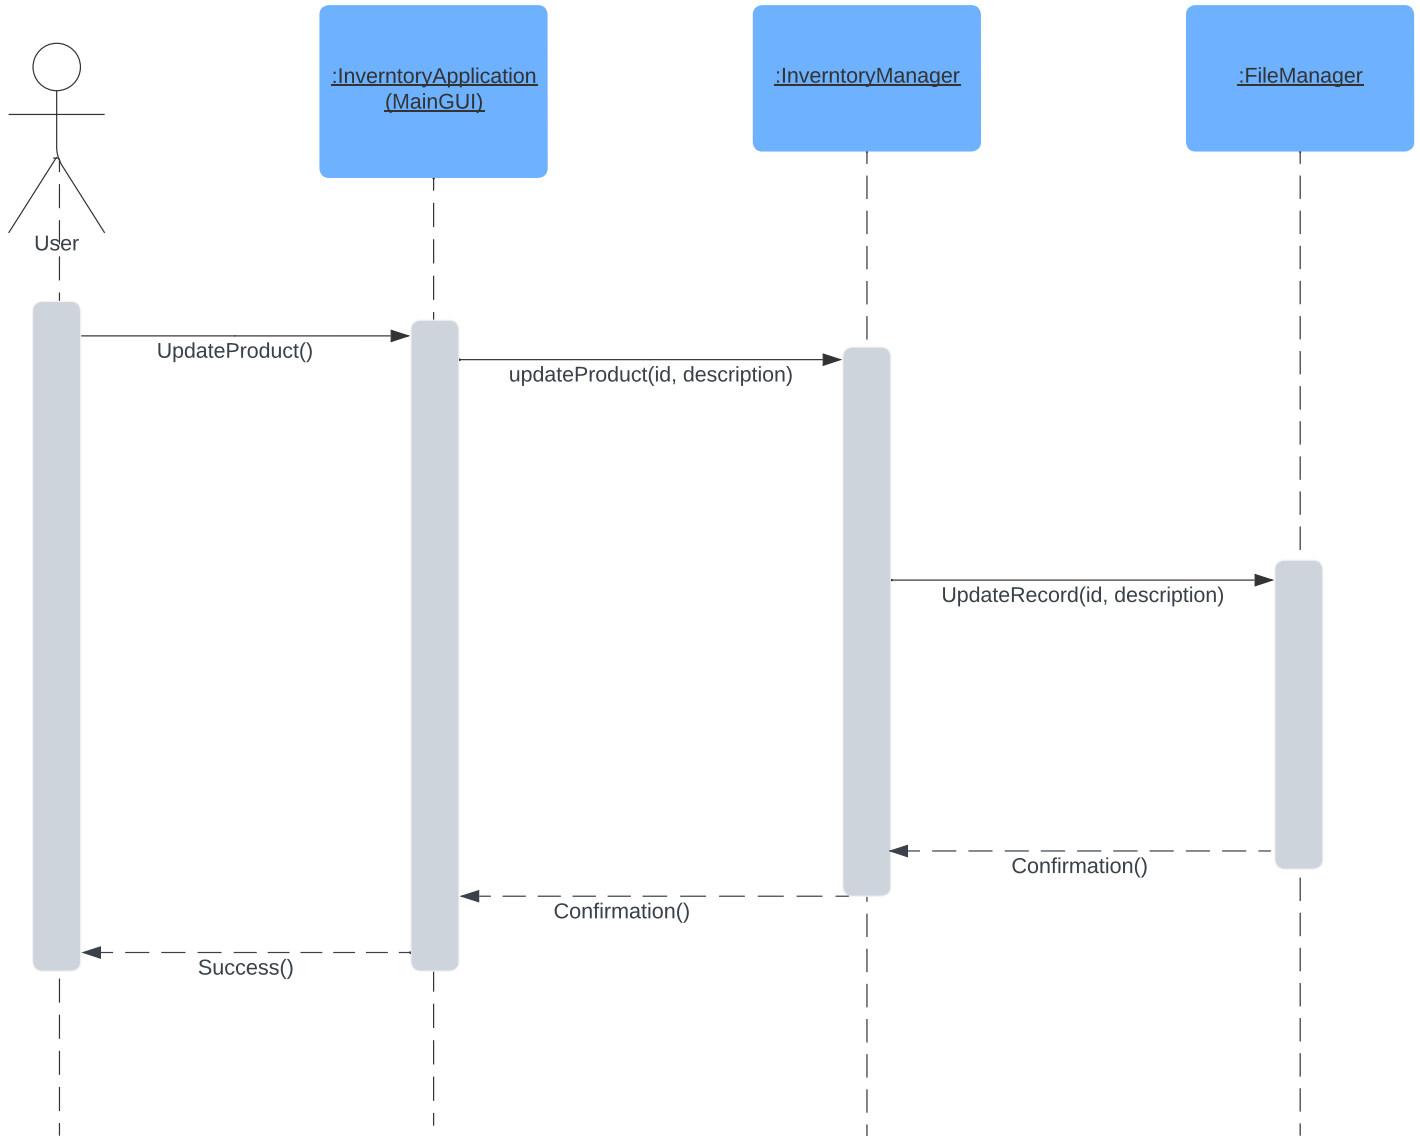 :InverntoryApplication
(MainGUI)
:InverntoryManager
:FileManager
User
UpdateProduct()
updateProduct(id, description)
UpdateRecord(id, description)
Confirmation()
Confirmation()
Success()